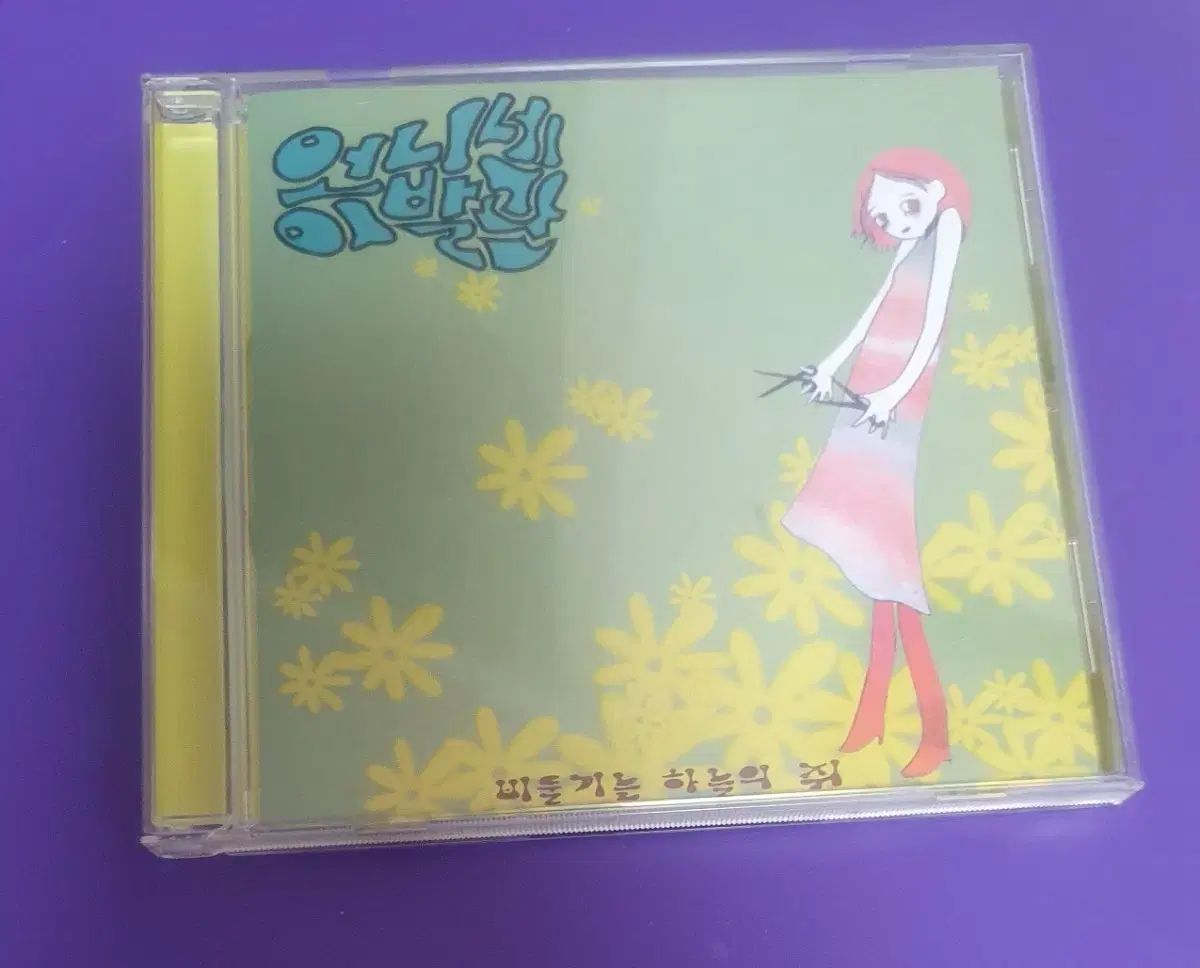 언니네
이발관
비둘기는 하늘의 쥐